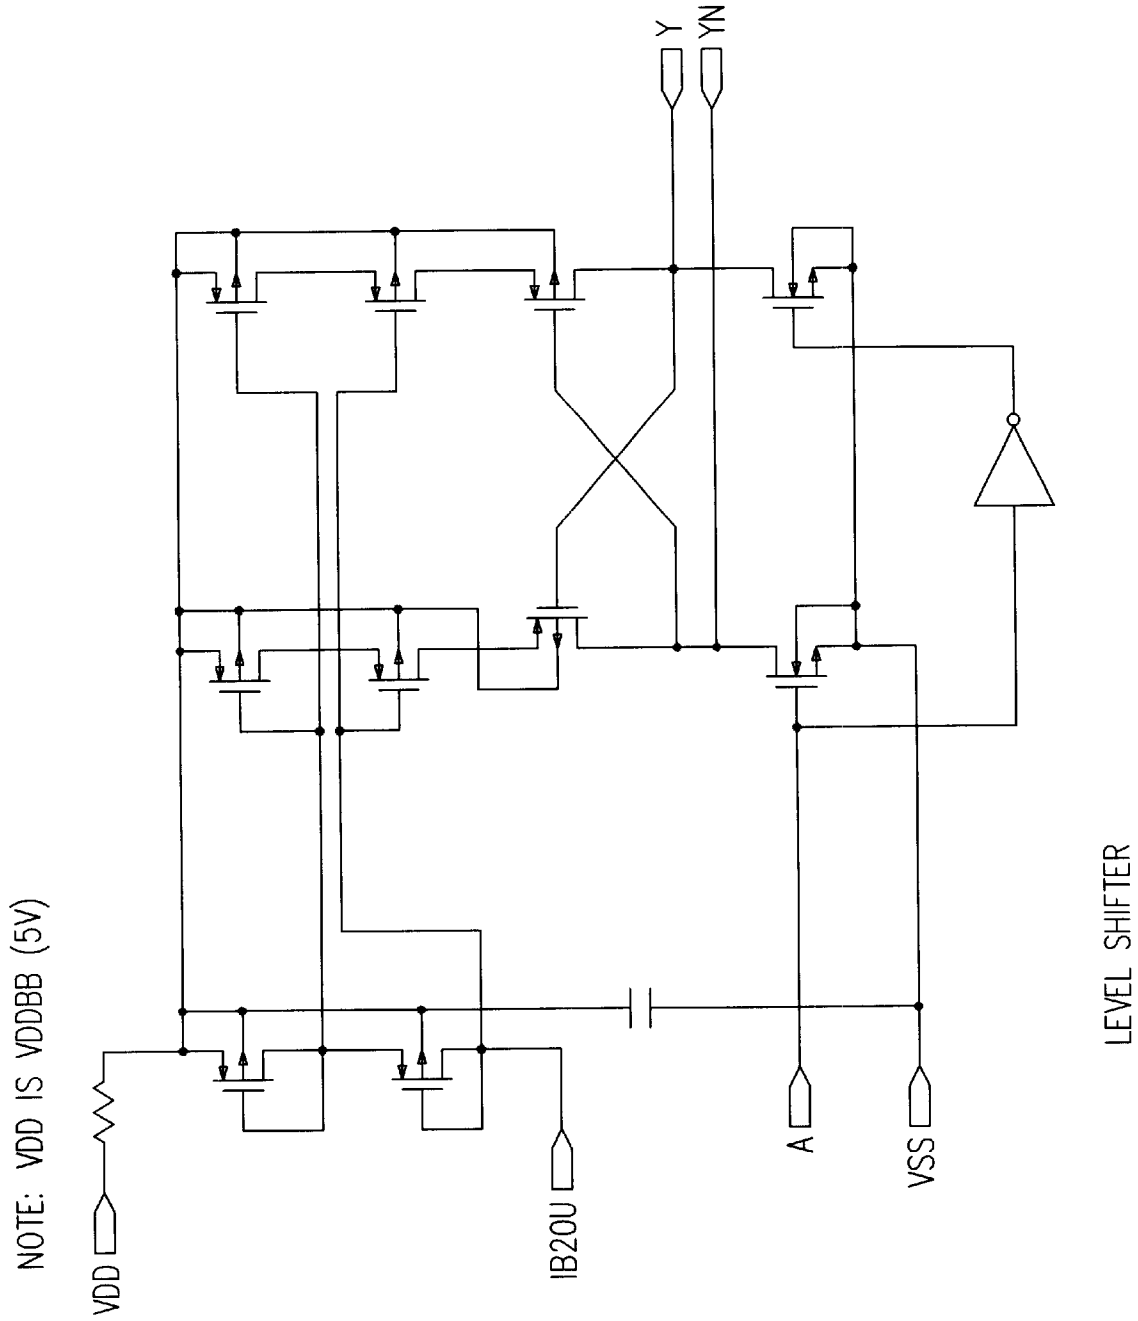 NOTE: VDD IS VDDBB (5V)
VDD
IB20U
A
VSS
Y
YN
LEVEL SHIFTER